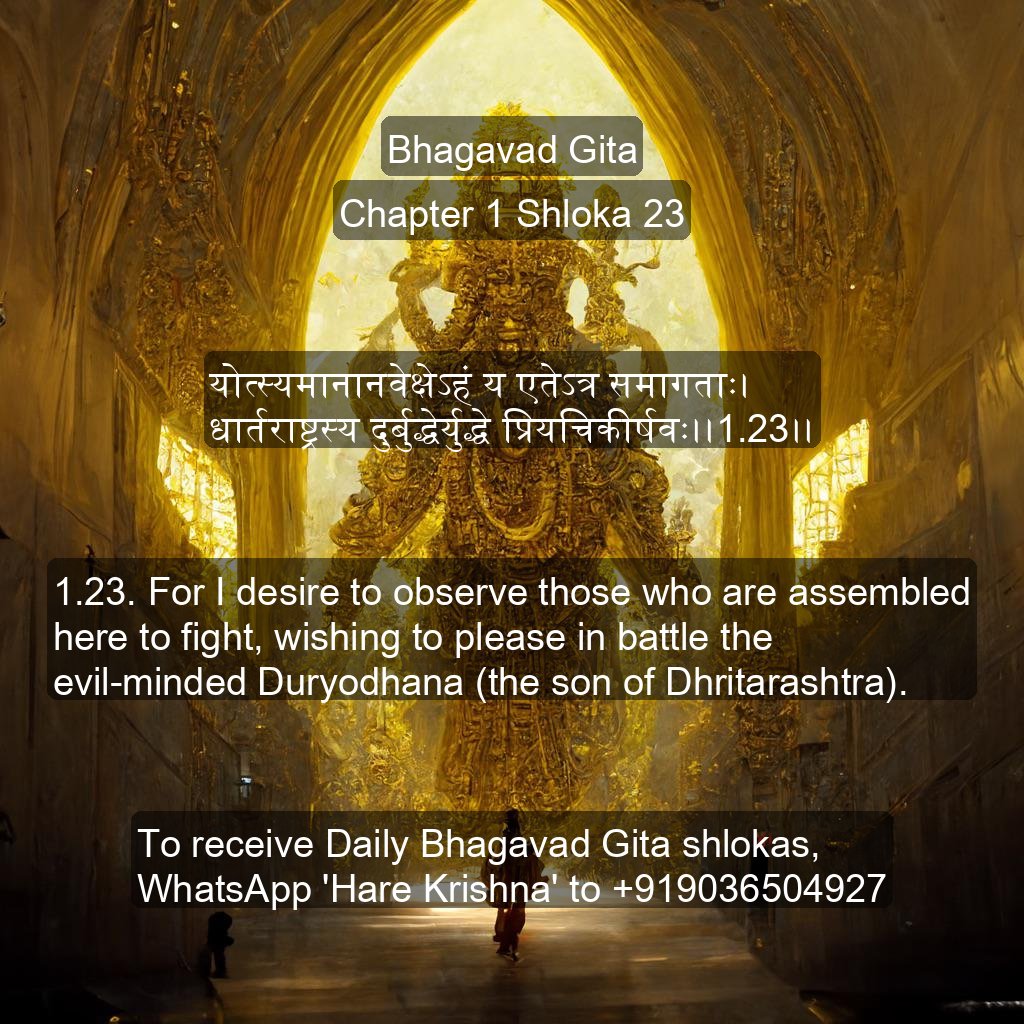 Bhagavad Gita
Chapter 1 Shloka 23
योत्स्यमानानवेक्षेऽहं य एतेऽत्र समागताः।
धार्तराष्ट्रस्य दुर्बुद्धेर्युद्धे प्रियचिकीर्षवः।।1.23।।
1.23. For I desire to observe those who are assembled
here to fight, wishing to please in battle the
evil-minded Duryodhana (the son of Dhritarashtra).
To receive Daily Bhagavad Gita shlokas,
WhatsApp 'Hare Krishna' to +919036504927